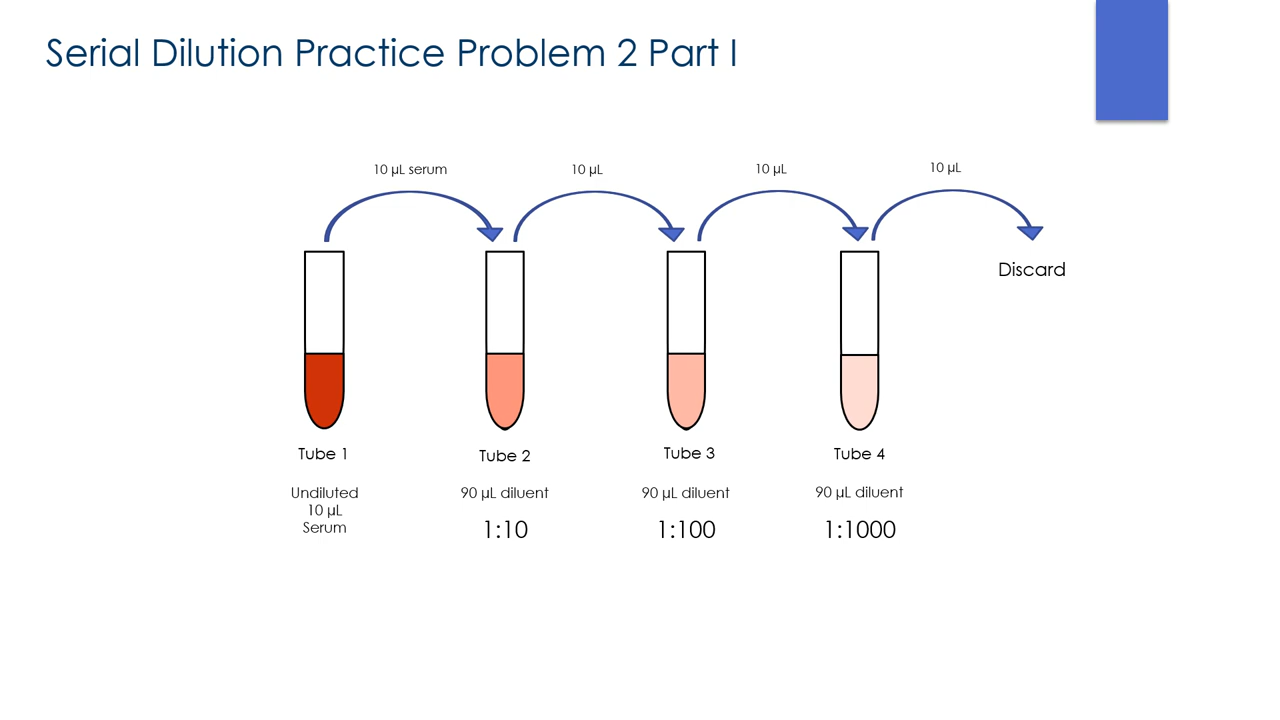 Serial Dilution Practice Problem 2 Part I
10 µL serum
10 µL
10 µL
10 µL
Discard
Tube 1
Tube 2
Tube 3
Tube 4
Undiluted
10 µL
Serum
90 µL diluent
1:10
90 µL diluent
1:100
90 µL diluent
1:1000